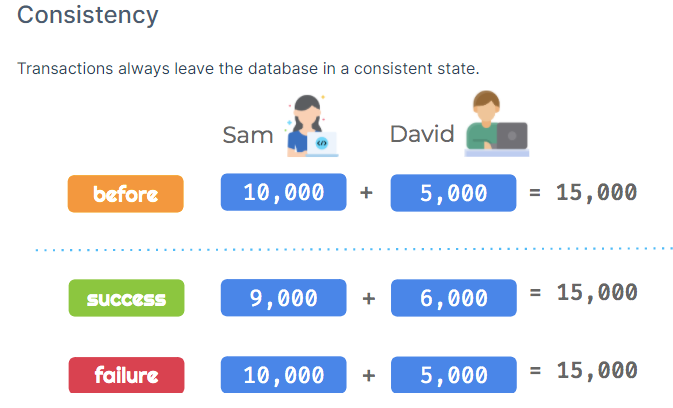 Consistency
Transactions always leave the database in a consistent state.
Sam David
before 10,000 + 5,000 = 15,000
success 9,000 + 6,000 = 15,000
failure 10,000 + 5,000 = 15,000